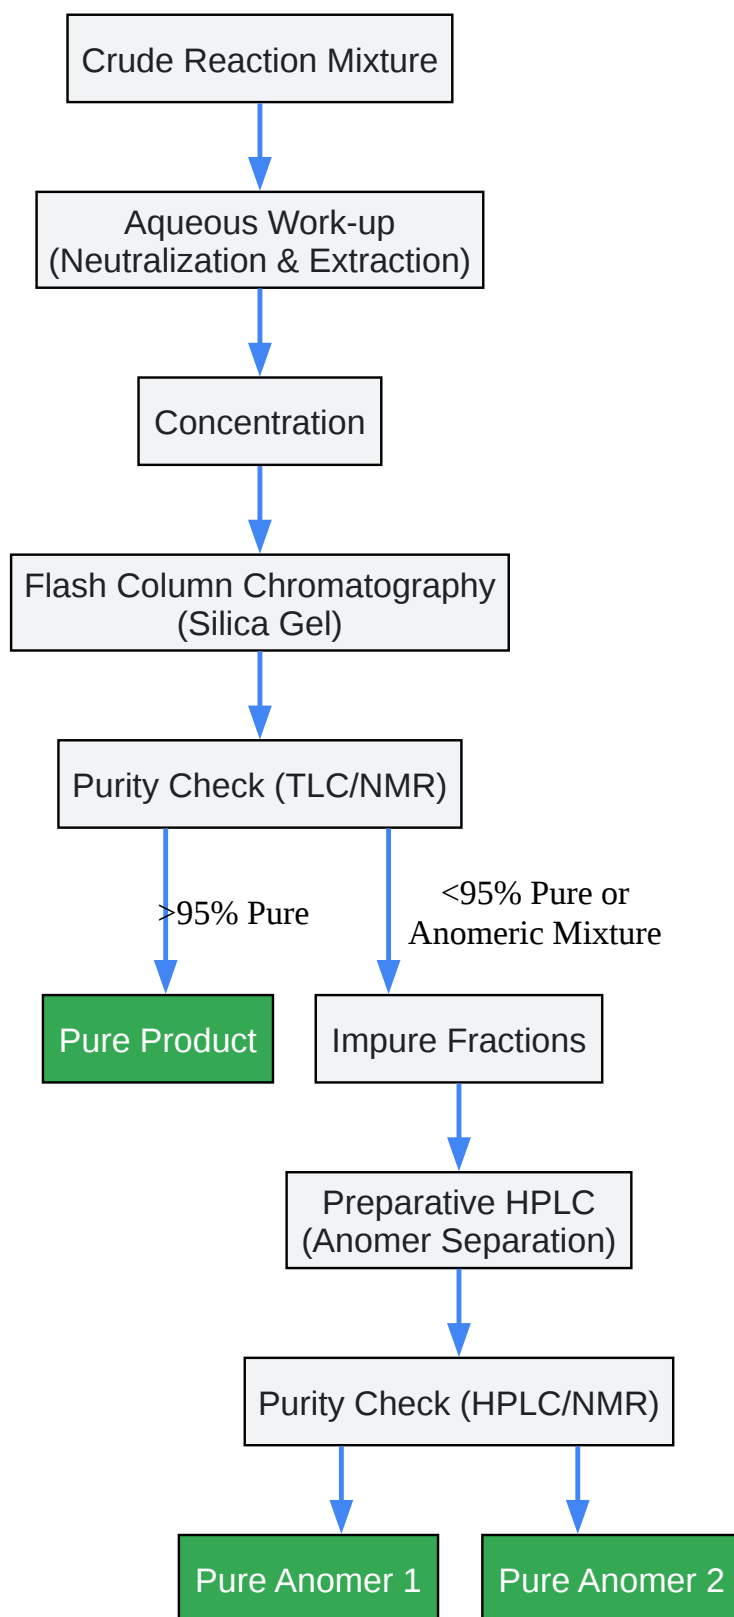 Crude Reaction Mixture
Aqueous Work-up
(Neutralization & Extraction)
Concentration
Flash Column Chromatography
(Silica Gel)
Purity Check (TLC/NMR)
>95% Pure
<95% Pure or
Anomeric Mixture
Pure Product
Impure Fractions
Preparative HPLC
(Anomer Separation)
Purity Check (HPLC/NMR)
Pure Anomer 1
Pure Anomer 2